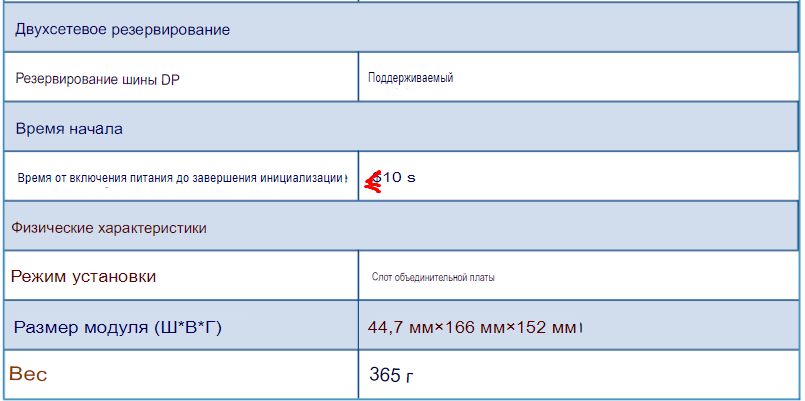 Двухсетевое резервирование
Резервирование шины DP
Поддерживаемый
Время начала
Время от включения питания до завершения инициализации
≤10 s
Физические характеристики
Режим установки
Слот объединительной платы
Размер модуля (Ш*В*Г)
44,7 мм×166 мм×152 мм
Вес
365 г